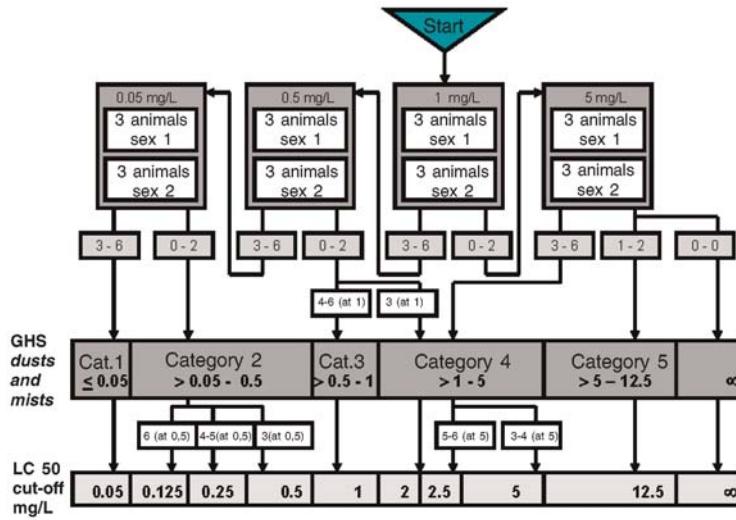 Start
0.05 mg/L
0.5 mg/L
1 mg/L
5 mg/L
3 animals
sex 1
3 animals
sex 1
3 animals
sex 1
3 animals
sex 1
3 animals
sex 2
3 animals
sex 2
3 animals
sex 2
3 animals
sex 2
3 - 6
0 - 2
3 - 6
0 - 2
3 - 6
0 - 2
3 - 6
1 - 2
0 - 0
4-6 (at 1)
3 (at 1)
GHS
dusts
and
mists
Cat.1
≤ 0.05
Category 2
> 0.05 - 0.5
Cat.3
> 0.5 - 1
Category 4
> 1 - 5
Category 5
> 5 – 12.5
∞
6 (at 0,5)
4-5(at 0,5)
3(at 0,5)
5-6 (at 5)
3-4 (at 5)
LC 50
cut-off
mg/L
0.05
0.125
0.25
0.5
1
2
2.5
5
12.5
∞